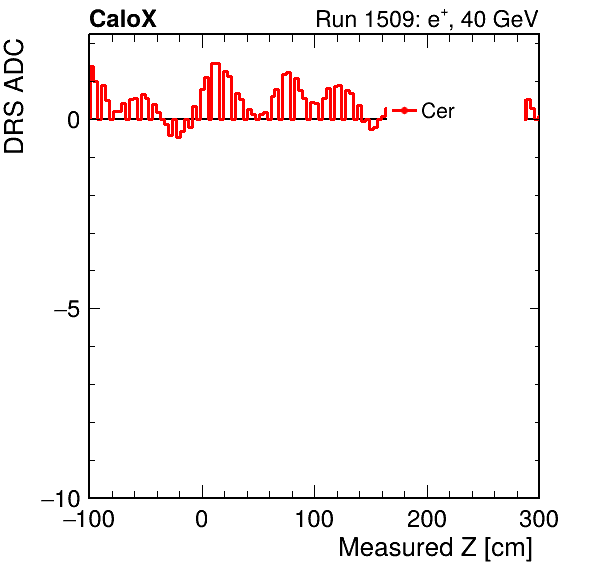 CaloX
Run 1509: e⁺, 40 GeV
DRS ADC
Cer
0
−5
−10
−100 0 100 200 300
Measured Z [cm]